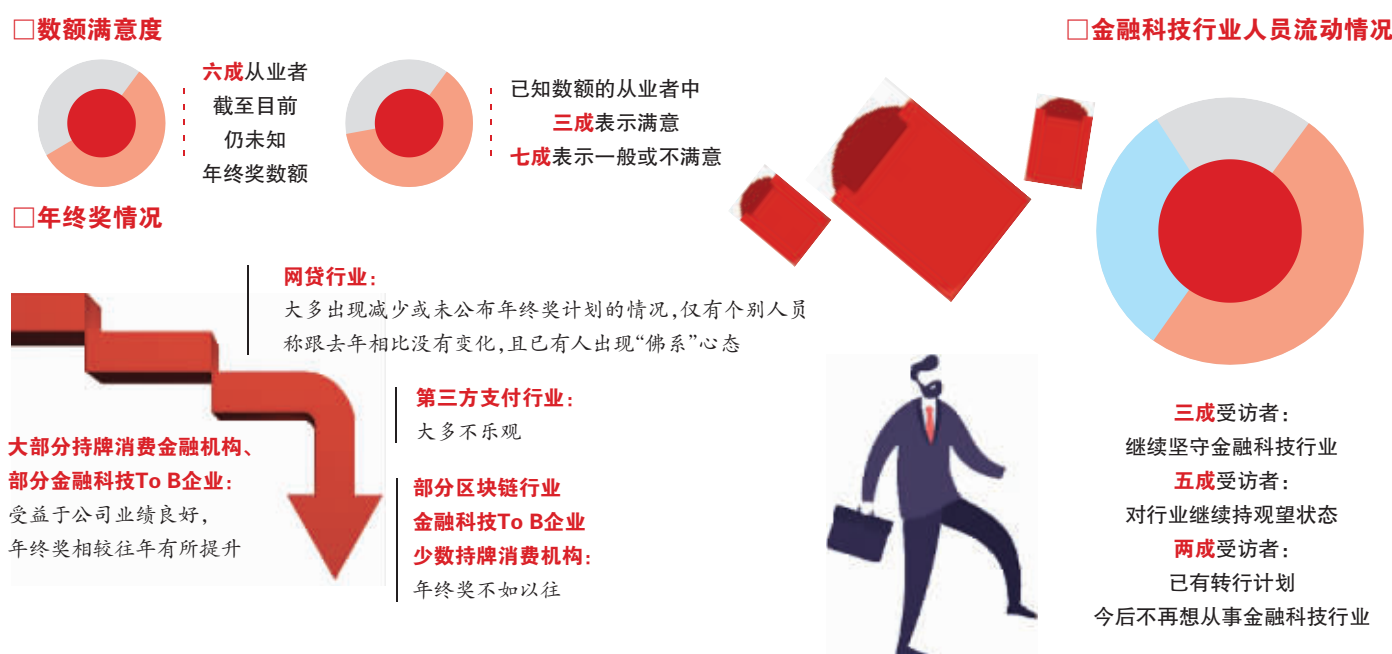 □数额满意度
六成从业者
截至目前
仍未知
年终奖数额
已知数额的从业者中
三成表示满意
七成表示一般或不满意
□年终奖情况
网贷行业：
大多出现减少或未公布年终奖计划的情况,仅有个别人员
称跟去年相比没有变化,且已有人出现“佛系”心态
第三方支付行业：
大多不乐观
大部分持牌消费金融机构、
部分金融科技To B企业：
受益于公司业绩良好，
年终奖相较往年有所提升
部分区块链行业
金融科技To B企业
少数持牌消费机构：
年终奖不如以往
□金融科技行业人员流动情况
三成受访者：
继续坚守金融科技行业
五成受访者：
对行业继续持观望状态
两成受访者：
已有转行计划
今后不再想从事金融科技行业